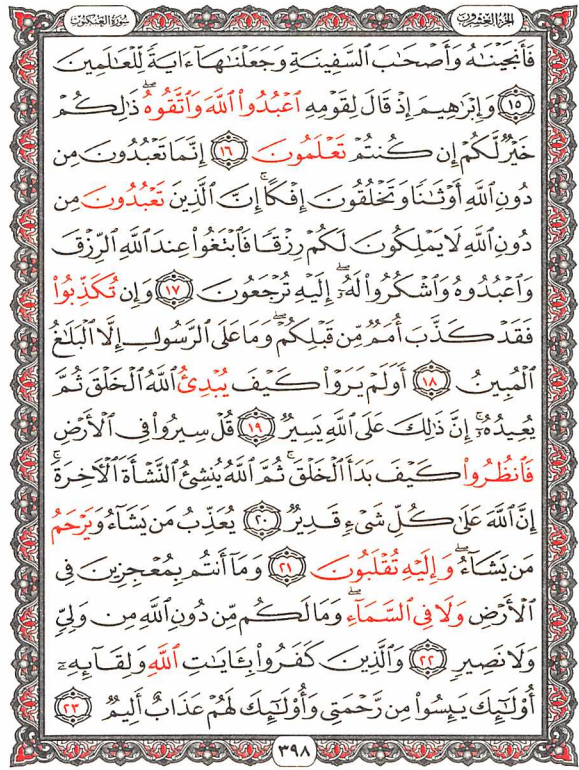 الجزء العشرون
سورة العنكبوت
فَأَنجَيْنَٰهُ وَأَصْحَٰبَ ٱلسَّفِينَةِ وَجَعَلْنَٰهَآ ءَايَةً لِّلْعَٰلَمِينَ
١٥ وَإِبْرَٰهِيمَ إِذْ قَالَ لِقَوْمِهِ ٱعْبُدُوا۟ ٱللَّهَ وَٱتَّقُوهُ ۖ ذَٰلِكُمْ
خَيْرٌ لَّكُمْ إِن كُنتُمْ تَعْلَمُونَ ١٦ إِنَّمَا تَعْبُدُونَ مِن
دُونِ ٱللَّهِ أَوْثَٰنًا وَتَخْلُقُونَ إِفْكًا ۚ إِنَّ ٱلَّذِينَ تَعْبُدُونَ مِن
دُونِ ٱللَّهِ لَا يَمْلِكُونَ لَكُمْ رِزْقًا فَٱبْتَغُوا۟ عِندَ ٱللَّهِ ٱلرِّزْقَ
وَٱعْبُدُوهُ وَٱشْكُرُوا۟ لَهُۥٓ ۖ إِلَيْهِ تُرْجَعُونَ ١٧ وَإِن تُكَذِّبُوا۟
فَقَدْ كَذَّبَ أُمَمٌ مِّن قَبْلِكُمْ ۖ وَمَا عَلَى ٱلرَّسُولِ إِلَّا ٱلْبَلَٰغُ
ٱلْمُبِينُ ١٨ أَوَلَمْ يَرَوْا۟ كَيْفَ يُبْدِئُ ٱللَّهُ ٱلْخَلْقَ ثُمَّ
يُعِيدُهُۥٓ ۚ إِنَّ ذَٰلِكَ عَلَى ٱللَّهِ يَسِيرٌ ١٩ قُلْ سِيرُوا۟ فِى ٱلْأَرْضِ
فَٱنظُرُوا۟ كَيْفَ بَدَأَ ٱلْخَلْقَ ۚ ثُمَّ ٱللَّهُ يُنشِئُ ٱلنَّشْأَةَ ٱلْءَاخِرَةَ ۚ
إِنَّ ٱللَّهَ عَلَىٰ كُلِّ شَىْءٍ قَدِيرٌ ٢٠ يُعَذِّبُ مَن يَشَآءُ وَيَرْحَمُ
مَن يَشَآءُ ۖ وَإِلَيْهِ تُقْلَبُونَ ٢١ وَمَآ أَنتُم بِمُعْجِزِينَ فِى
ٱلْأَرْضِ وَلَا فِى ٱلسَّمَآءِ ۖ وَمَا لَكُم مِّن دُونِ ٱللَّهِ مِن وَلِىٍّ
وَلَا نَصِيرٍ ٢٢ وَٱلَّذِينَ كَفَرُوا۟ بِـَٔايَٰتِ ٱللَّهِ وَلِقَآئِهِۦٓ
أُو۟لَٰٓئِكَ يَئِسُوا۟ مِن رَّحْمَتِى وَأُو۟لَٰٓئِكَ لَهُمْ عَذَابٌ أَلِيمٌ ٢٣
٣٩٨